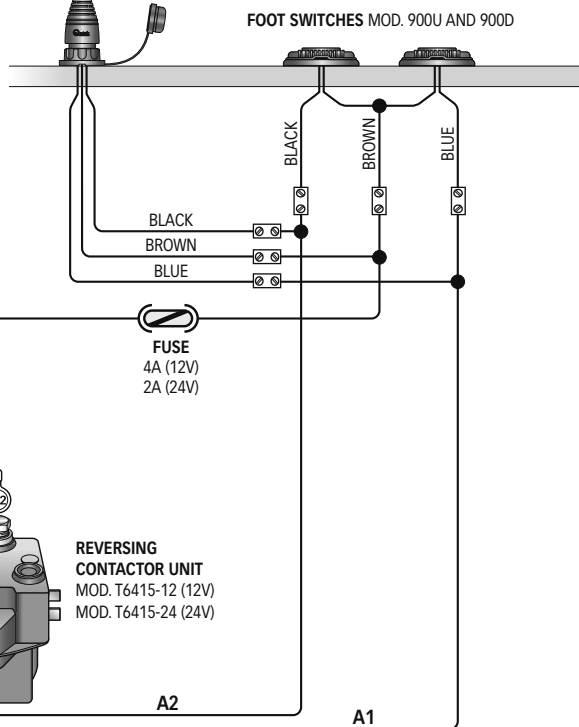 FOOT SWITCHES MOD. 900U AND 900D
BLACK
BROWN
BLUE
BLACK
BROWN
BLUE
FUSE
4A (12V)
2A (24V)
REVERSING
CONTACTOR UNIT
MOD. T6415-12 (12V)
MOD. T6415-24 (24V)
A2
A1